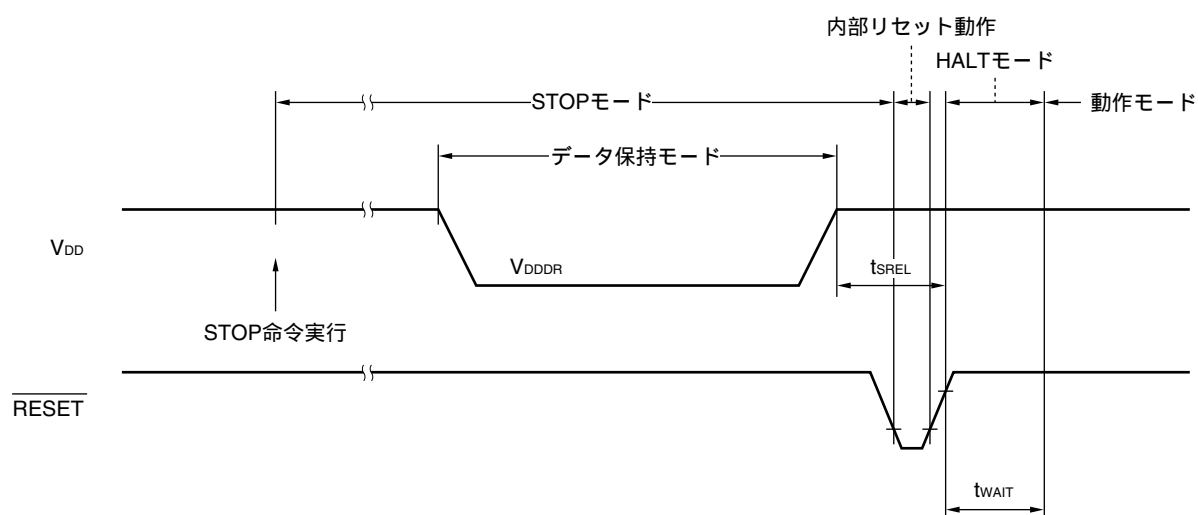 内部リセット動作
HALTモード
STOPモード
動作モード
データ保持モード
VDD
VDDDR
tSREL
STOP命令実行
RESET
tWAIT